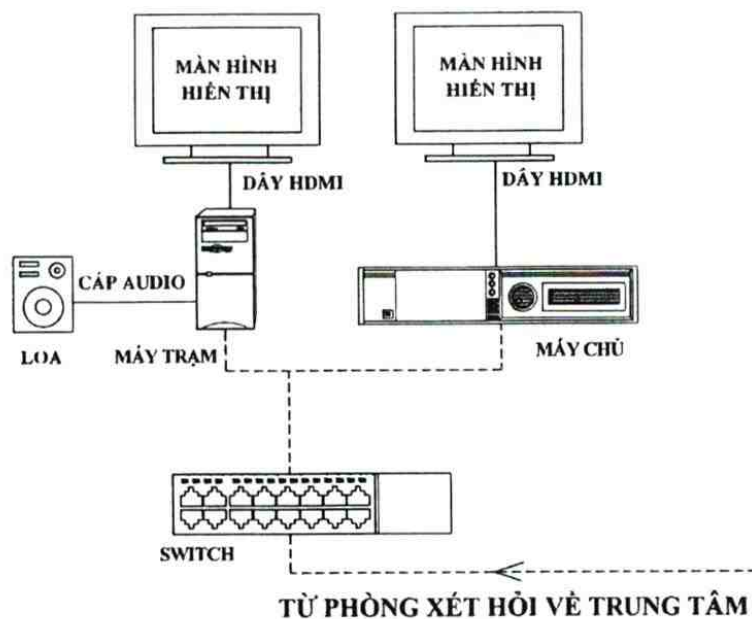 MÀN HÌNH
HIỂN THỊ
MÀN HÌNH
HIỂN THỊ
DÂY HDMI
DÂY HDMI
CÁP AUDIO
LOA
MÁY TRẠM
MÁY CHỦ
SWITCH
TỪ PHÒNG XÉT HỎI VỀ TRUNG TÂM